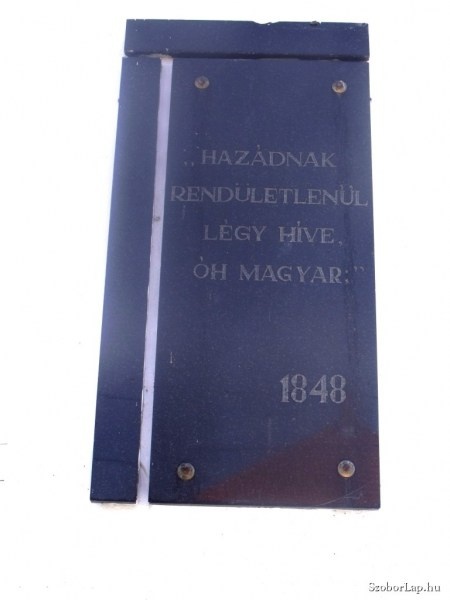 „HAZÁDNAK
RENDÜLETLENÜL
LÉGY HÍVE,
ÓH MAGYAR;”
1848
SzoborLap.hu